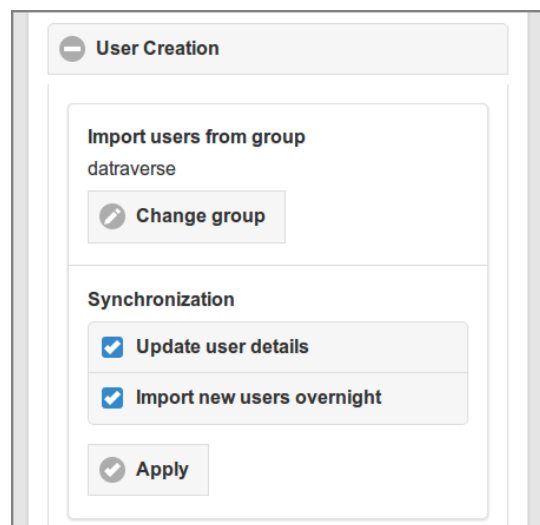 User Creation
Import users from group
datraverse
Change group
Synchronization
Update user details
Import new users overnight
Apply